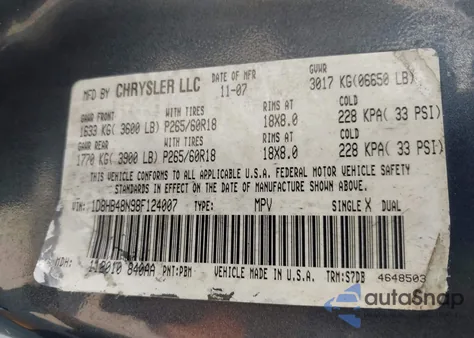 MFD BY CHRYSLER LLC DATE OF MFR 11-07 GVWR 3017 KG(06650 LB)
GAWR FRONT WITH TIRES RIMS AT COLD
1633 KG( 3600 LB) P265/60R18 18X8.0 228 KPA( 33 PSI)
GAWR REAR WITH TIRES RIMS AT COLD
1770 KG( 3900 LB) P265/60R18 18X8.0 228 KPA( 33 PSI)
THIS VEHICLE CONFORMS TO ALL APPLICABLE U.S.A. FEDERAL MOTOR VEHICLE SAFETY
STANDARDS IN EFFECT ON THE DATE OF MANUFACTURE SHOWN ABOVE.
VIN: 1D8HB48N98F124007 TYPE: MPV SINGLE X DUAL
MDH: 010 840AA PNT:PBM VEHICLE MADE IN U.S.A. TRM:S7DB 4648503
autoSnap